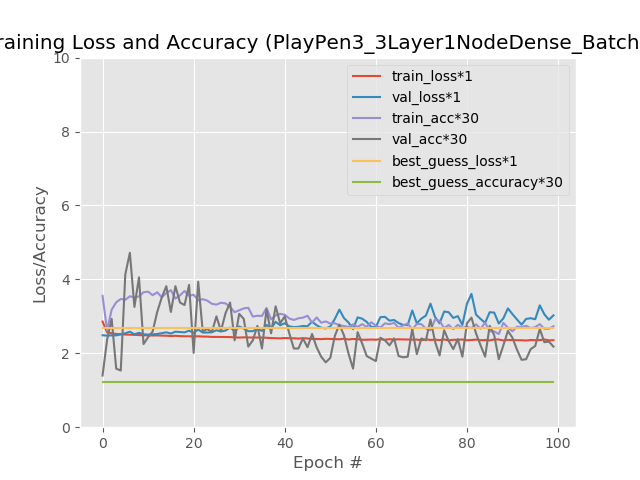 raining Loss and Accuracy (PlayPen3_3Layer1NodeDense_Batch
10
8
6
4
2
0
Loss/Accuracy
train_loss*1
val_loss*1
train_acc*30
val_acc*30
best_guess_loss*1
best_guess_accuracy*30
0 20 40 60 80 100
Epoch #